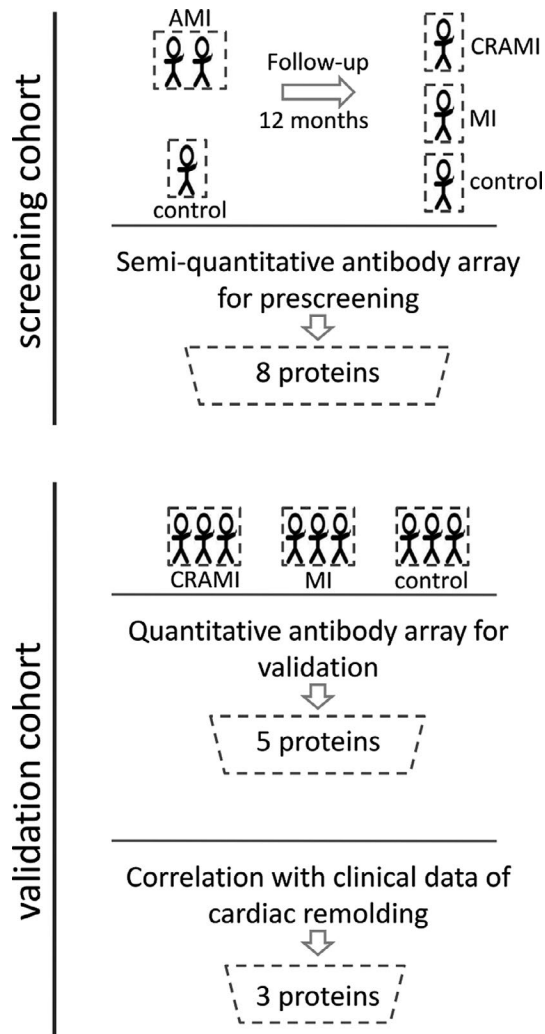 screening cohort
AMI
Follow-up
12 months
CRAMI
MI
control
control
Semi-quantitative antibody array
for prescreening
8 proteins
validation cohort
CRAMI MI control
Quantitative antibody array for
validation
5 proteins
Correlation with clinical data of
cardiac remolding
3 proteins